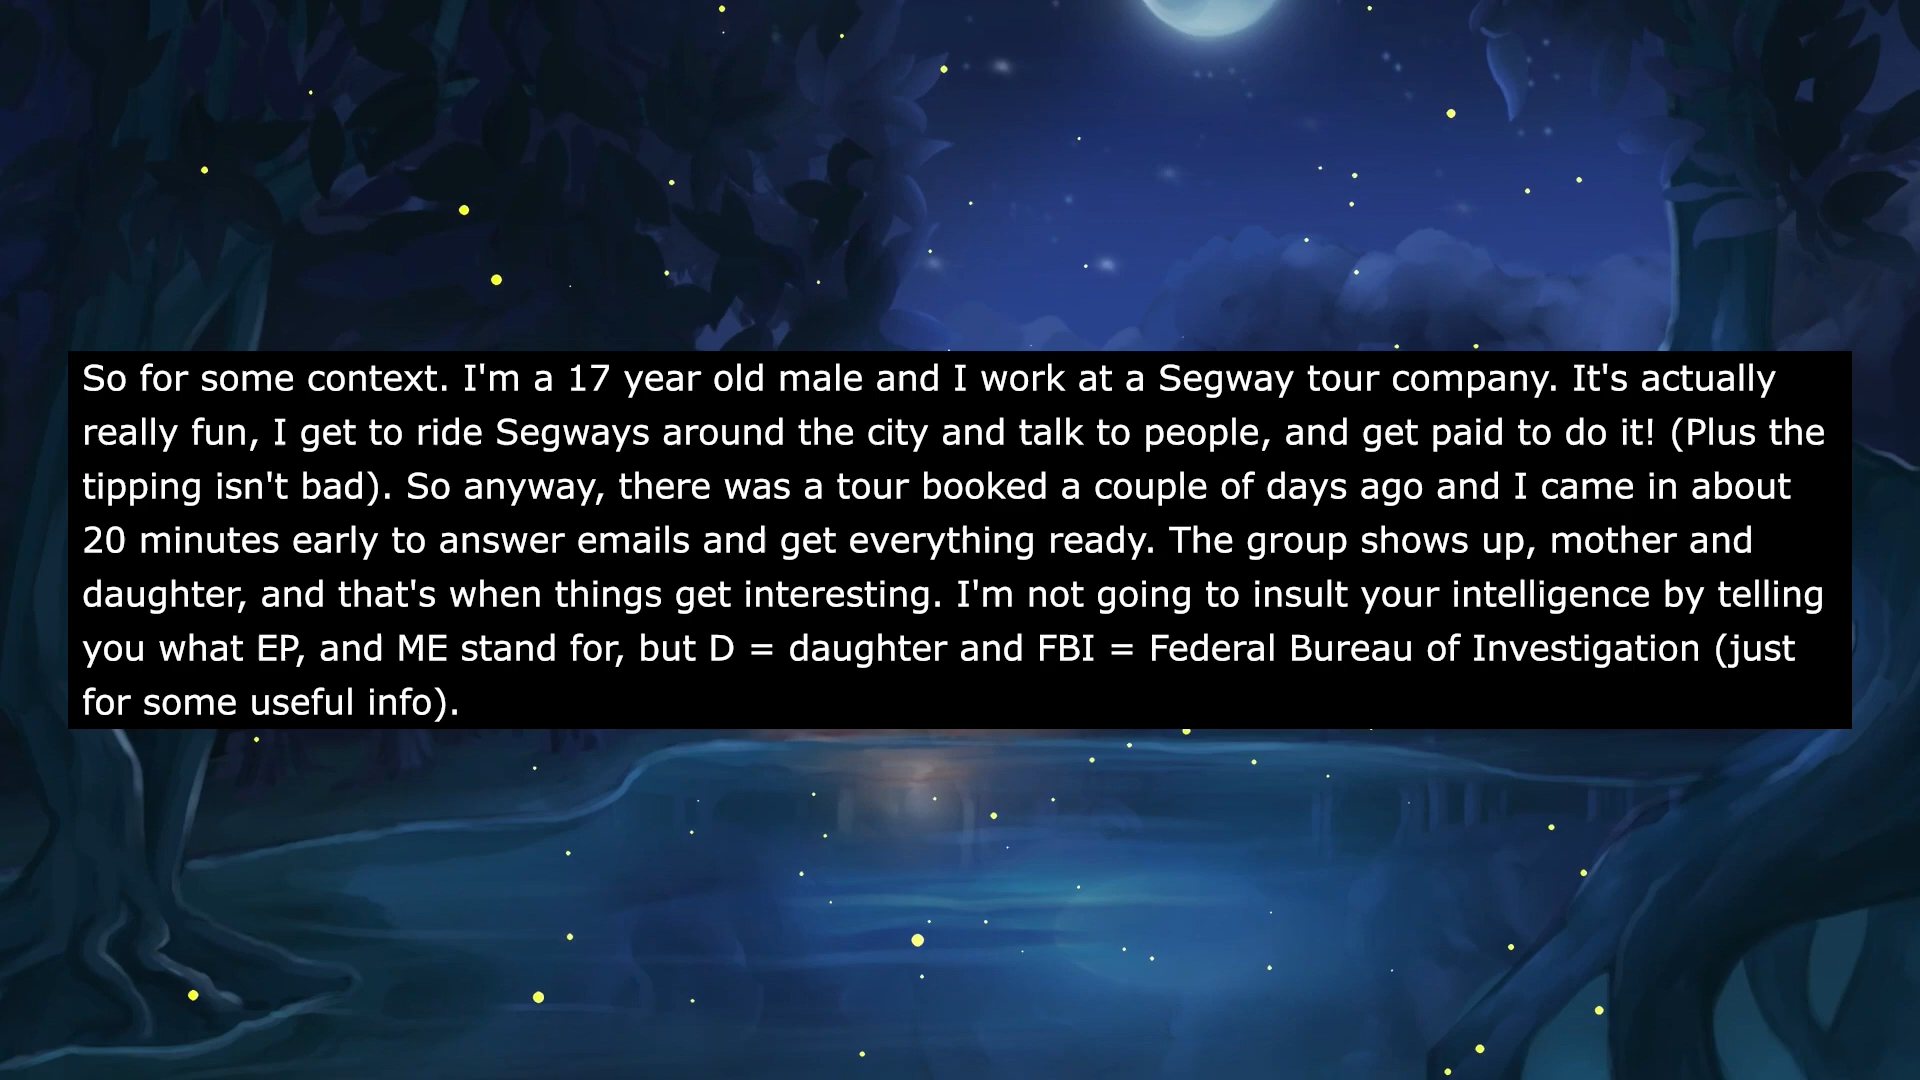 So for some context. I'm a 17 year old male and I work at a Segway tour company. It's actually
really fun, I get to ride Segways around the city and talk to people, and get paid to do it! (Plus the
tipping isn't bad). So anyway, there was a tour booked a couple of days ago and I came in about
20 minutes early to answer emails and get everything ready. The group shows up, mother and
daughter, and that's when things get interesting. I'm not going to insult your intelligence by telling
you what EP, and ME stand for, but D = daughter and FBI = Federal Bureau of Investigation (just
for some useful info).